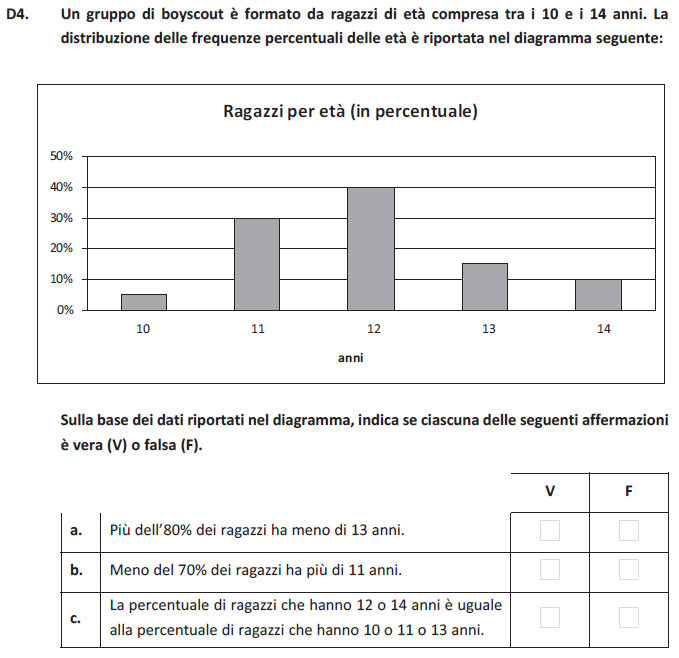 D4. Un gruppo di boyscout è formato da ragazzi di età compresa tra i 10 e i 14 anni. La
distribuzione delle frequenze percentuali delle età è riportata nel diagramma seguente:
Ragazzi per età (in percentuale)
50%
40%
30%
20%
10%
0%
10 11 12 13 14
anni
Sulla base dei dati riportati nel diagramma, indica se ciascuna delle seguenti affermazioni
è vera (V) o falsa (F).
V F
a. Più dell'80% dei ragazzi ha meno di 13 anni.
b. Meno del 70% dei ragazzi ha più di 11 anni.
c. La percentuale di ragazzi che hanno 12 o 14 anni è uguale
alla percentuale di ragazzi che hanno 10 o 11 o 13 anni.